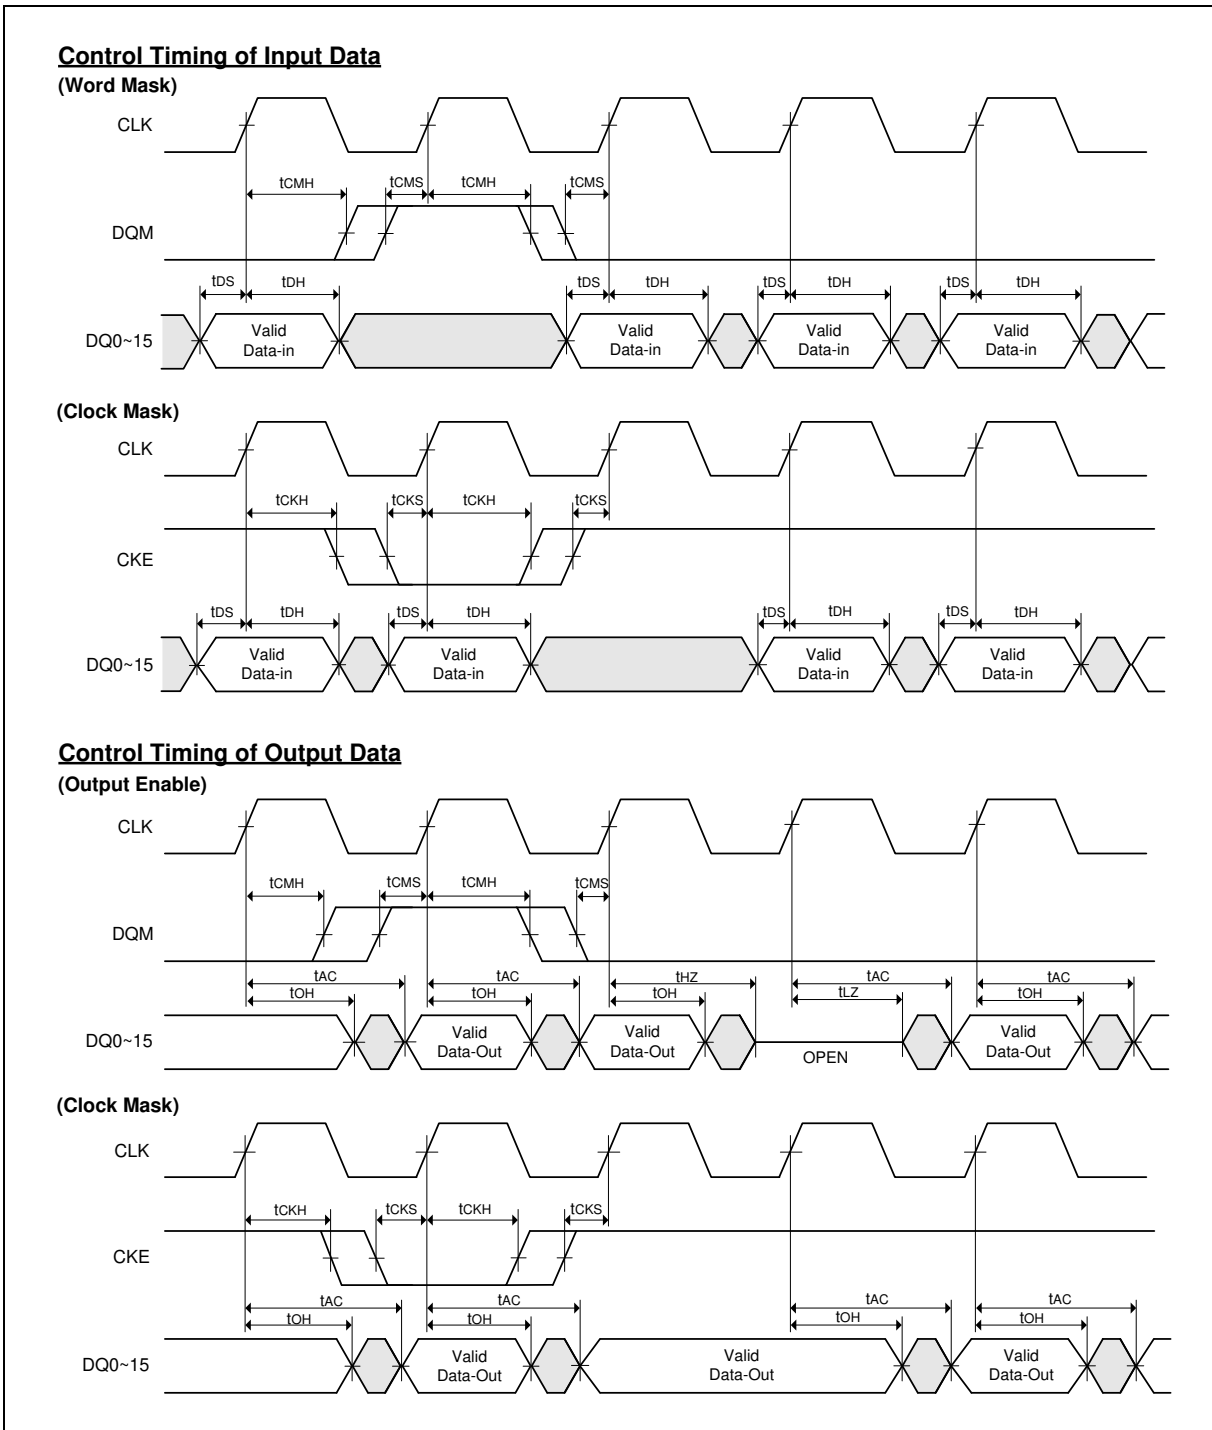 Control Timing of Input Data
(Word Mask)
CLK
tCMH tCMS tCMH tCMS
DQM
tDS tDH tDS tDH tDS tDH tDS tDH
DQ0~15
Valid Data-in
Valid Data-in
Valid Data-in
Valid Data-in
(Clock Mask)
CLK
tCKH tCKS tCKH tCKS
CKE
tDS tDH tDS tDH tDS tDH tDS tDH
DQ0~15
Valid Data-in
Valid Data-in
Valid Data-in
Valid Data-in
Control Timing of Output Data
(Output Enable)
CLK
tCMH tCMS tCMH tCMS
DQM
tAC tAC tHZ tAC tAC
tOH tOH tOH tLZ tOH
DQ0~15
Valid Data-Out
Valid Data-Out
OPEN
Valid Data-Out
(Clock Mask)
CLK
tCKH tCKS tCKH tCKS
CKE
tAC tAC tAC tAC
tOH tOH tOH tOH
DQ0~15
Valid Data-Out
Valid Data-Out
Valid Data-Out